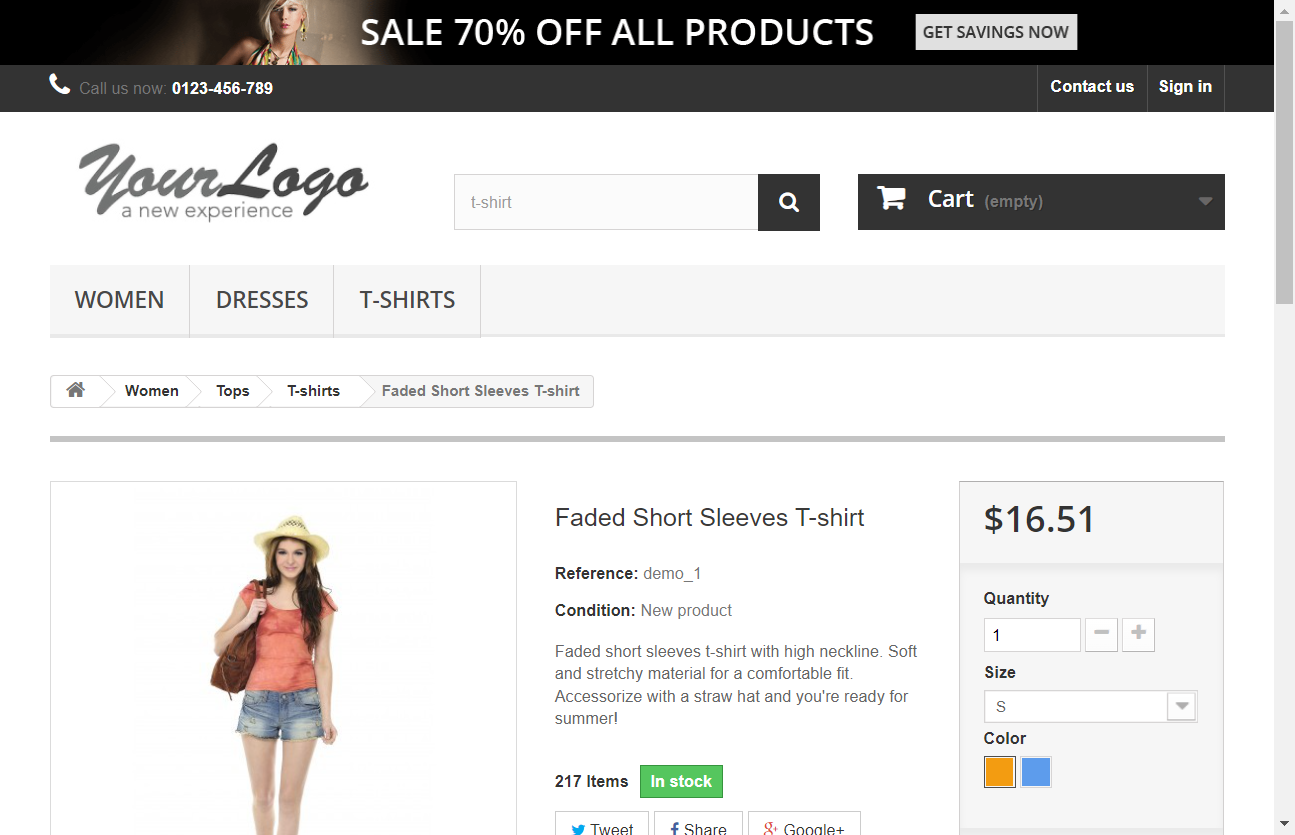 SALE 70% OFF ALL PRODUCTS GET SAVINGS NOW
Call us now: 0123-456-789 Contact us Sign in
YourLogo
a new experience
t-shirt
Cart (empty)
WOMEN DRESSES T-SHIRTS
Women Tops T-shirts Faded Short Sleeves T-shirt
Faded Short Sleeves T-shirt
Reference: demo_1
Condition: New product
Faded short sleeves t-shirt with high neckline. Soft
and stretchy material for a comfortable fit.
Accessorize with a straw hat and you're ready for
summer!
217 Items In stock
Tweet Share Google+
$16.51
Quantity
1
Size
S
Color